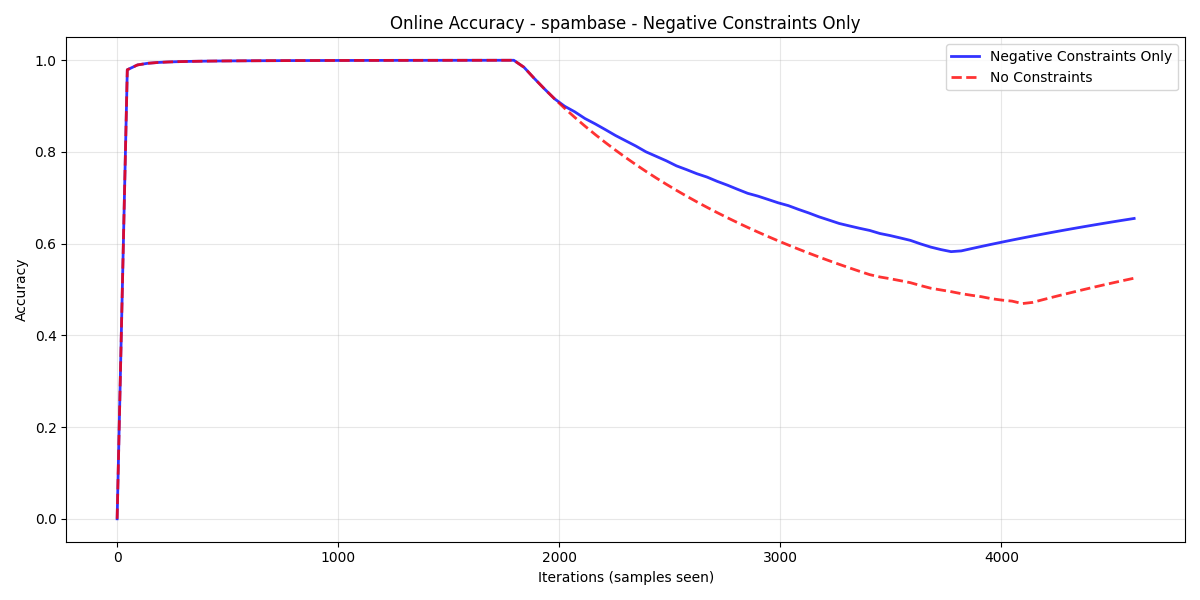 Online Accuracy - spambase - Negative Constraints Only
Negative Constraints Only
No Constraints
Accuracy
1.0
0.8
0.6
0.4
0.2
0.0
0 1000 2000 3000 4000
Iterations (samples seen)